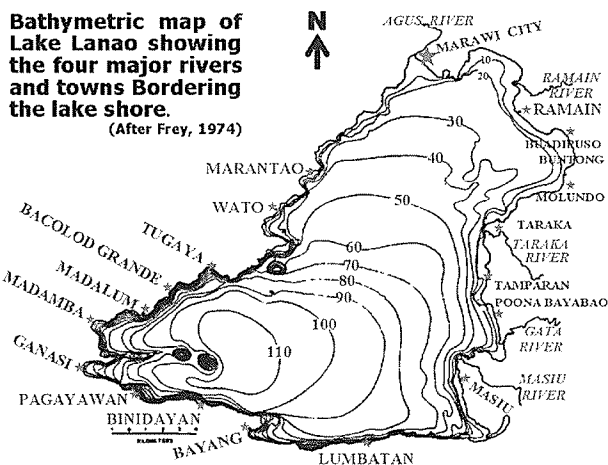 Bathymetric map of
Lake Lanao showing
the four major rivers
and towns Bordering
the lake shore.
(After Frey, 1974)
N
AGUS RIVER
MARAWI CITY
10
20
RAMAIN
RIVER
RAMAIN
30
BUADIPUSO
BUNTONG
40
MARANTAO
MOLUNDO
50
WATO
TARAKA
TARAKA
RIVER
BACOLOD GRANDE
TUGAYA
60
70
80
90
TAMPARAN
MADALUM
POONA BAYABAO
MADAMBA
100
GATA
RIVER
GANASI
110
MASIU
RIVER
MASIU
PAGAYAWAN
BINIDAYAN
BAYANG
LUMBATAN